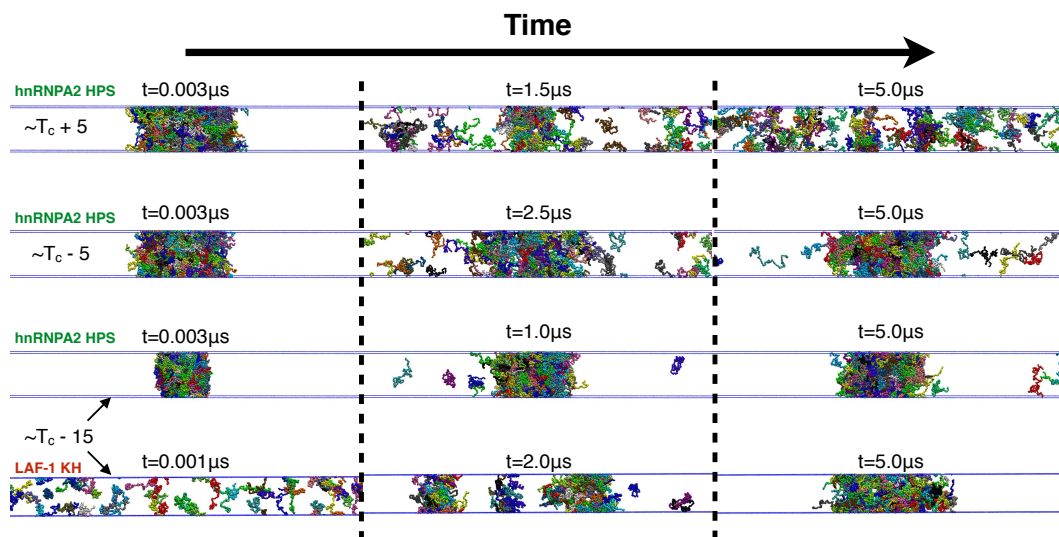 Time
hnRNPA2 HPS t=0.003μs t=1.5μs t=5.0μs
~Tc + 5
hnRNPA2 HPS t=0.003μs t=2.5μs t=5.0μs
~Tc - 5
hnRNPA2 HPS t=0.003μs t=1.0μs t=5.0μs
~Tc - 15
LAF-1 KH t=0.001μs t=2.0μs t=5.0μs